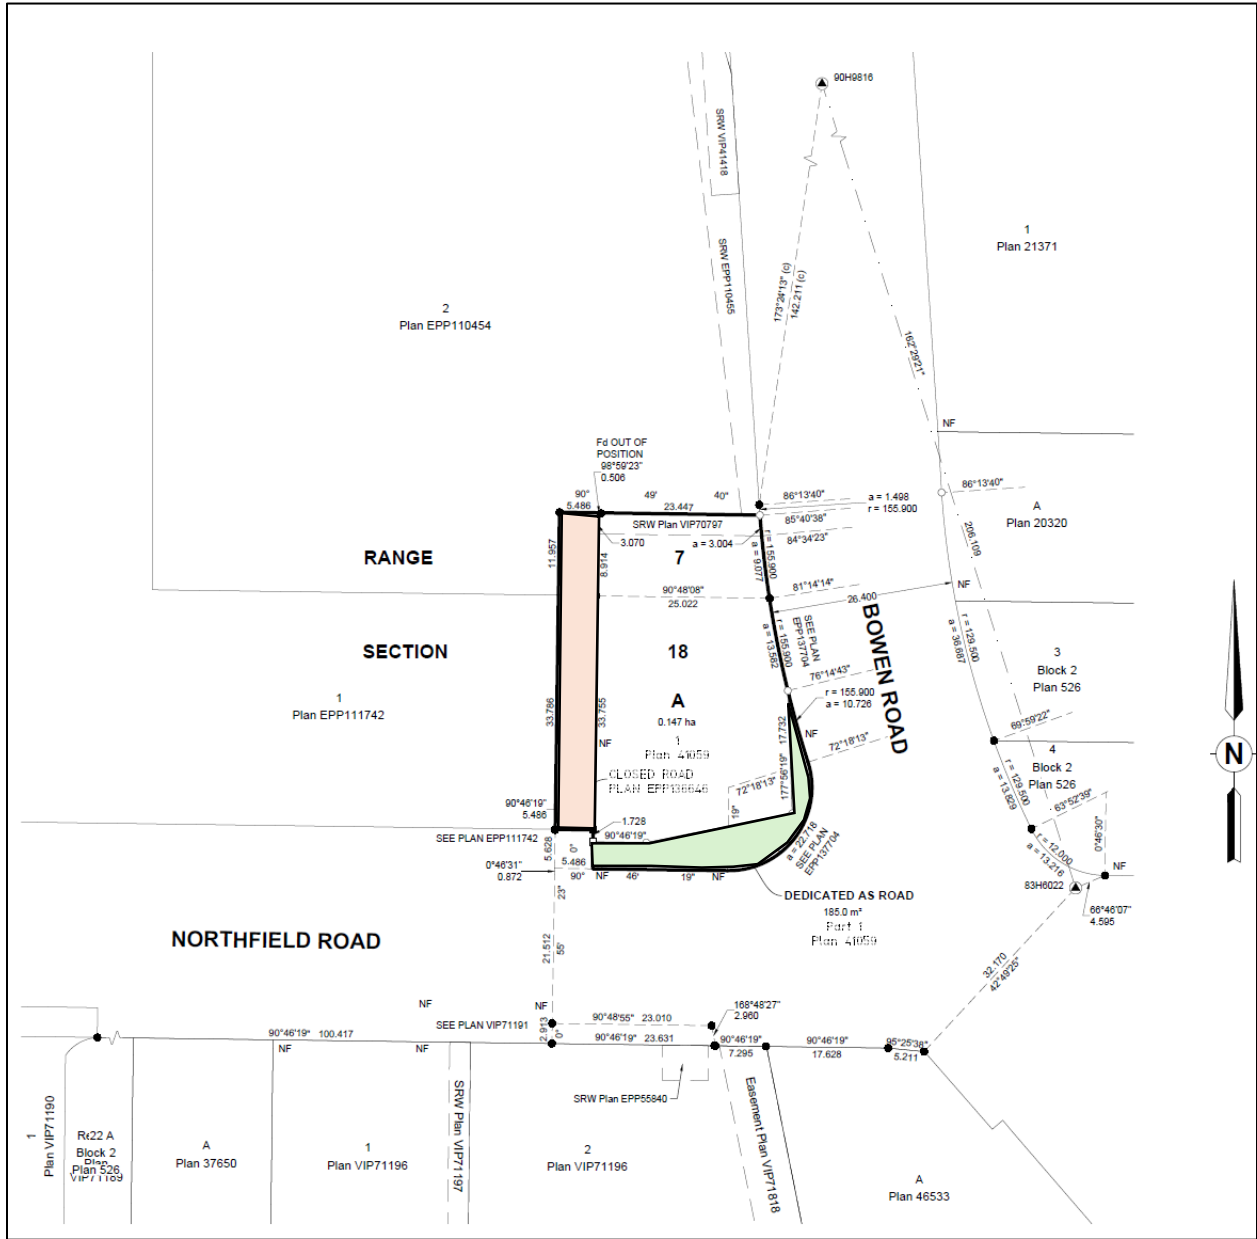 90H9816
SRW VIP41418
1
Plan 21371
SRW EPP110455
173°24'13" (c)
142.211 (c)
2
Plan EPP110454
162°29'21"
NF
Fd OUT OF
POSITION
98°59'23"
0.506
90°
5.486
49'
23.447
40"
86°13'40"
a = 1.498
r = 155.900
86°13'40"
A
Plan 20320
SRW Plan VIP70797
85°40'38"
3.070
a = 3.004
84°34'23"
206.109
RANGE
7
11.957
8.914
r = 155.900
a = 9.077
90°48'08"
25.022
81°14'14"
26.400
NF
BOWEN ROAD
SECTION
18
r = 155.900
a = 13.582
SEE PLAN
EPP137704
r = 129.500
a = 36.687
3
Block 2
Plan 526
1
Plan EPP111742
A
0.147 ha
1
Plan 41059
76°14'43"
r = 155.900
a = 10.726
33.786
33.755
NF
17.732
177°56'19"
NF
72°18'13"
69°59'22"
4
Block 2
Plan 526
N
CLOSED ROAD
PLAN EPP136646
72°18'13"
19"
r = 129.500
a = 13.829
63°52'39"
90°46'19"
5.486
1.728
SEE PLAN EPP111742
90°46'19"
a = 22.718
SEE PLAN
EPP137704
0°46'30"
5.628
0°
r = 12.000
a = 13.216
0°46'31"
0.872
5.486
90°
NF
46'
19"
NF
NF
83H6022
23"
DEDICATED AS ROAD
185.0 m²
Part 1
Plan 41059
66°46'07"
4.595
NORTHFIELD ROAD
21.512
55'
32.170
42°49'25"
NF
NF
168°48'27"
2.960
SEE PLAN VIP71191
90°48'55" 23.010
2.913
0°
90°46'19" 100.417
90°46'19" 23.631
90°46'19"
7.295
90°46'19"
17.628
95°25'38"
5.211
NF
NF
SRW Plan EPP55840
1
Plan VIP71190
Block 2
Plan 526
VIP71189
A
Plan 37650
1
Plan VIP71196
SRW Plan VIP71197
2
Plan VIP71196
Easement Plan VIP71818
A
Plan 46533